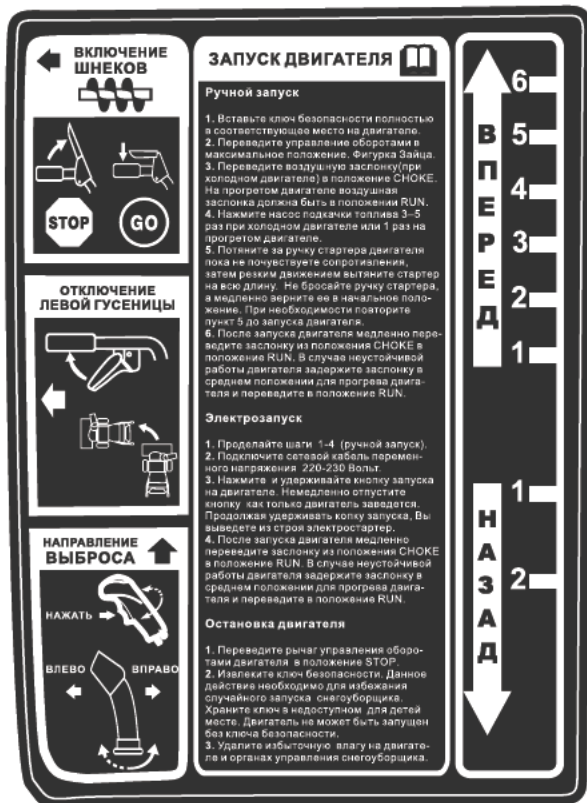 ВКЛЮЧЕНИЕ
ШНЕКОВ
STOP
GO
ОТКЛЮЧЕНИЕ
ЛЕВОЙ ГУСЕНИЦЫ
НАПРАВЛЕНИЕ
ВЫБРОСА
НАЖАТЬ
ВЛЕВО ВПРАВО
ЗАПУСК ДВИГАТЕЛЯ
Ручной запуск
1. Вставьте ключ безопасности полностью
в соответствующее место на двигателе.
2. Переведите управление оборотами в
максимальное положение. Фигурка Зайца.
3. Переведите воздушную заслонку(при
холодном двигателе) в положение CHOKE.
На прогретом двигателе воздушная
заслонка должна быть в положении RUN.
4. Нажмите насос подкачки топлива 3–5
раз при холодном двигателе или 1 раз на
прогретом двигателе.
5. Потяните за ручку стартера двигателя
пока не почувствуете сопротивления,
затем резким движением вытяните стартер
на всю длину. Не бросайте ручку стартера,
а медленно верните ее в начальное поло-
жение. При необходимости повторите
пункт 5 до запуска двигателя.
6. После запуска двигателя медленно пере-
ведите заслонку из положения CHOKE в
положение RUN. В случае неустойчивой
работы двигателя задержите заслонку в
среднем положении для прогрева двига-
теля и переведите в положение RUN.
Электрозапуск
1. Проделайте шаги 1-4 (ручной запуск).
2. Подключите сетевой кабель перемен-
ного напряжения 220-230 Вольт.
3. Нажмите и удерживайте кнопку запуска
на двигателе. Немедленно отпустите
кнопку как только двигатель заведется.
Продолжая удерживать копку запуска, Вы
выведете из строя электростартер.
4. После запуска двигателя медленно
переведите заслонку из положения CHOKE
в положение RUN. В случае неустойчивой
работы двигателя задержите заслонку в
среднем положении для прогрева двига-
теля и переведите в положение RUN.
Остановка двигателя
1. Переведите рычаг управления оборо-
тами двигателя в положение STOP.
2. Извлеките ключ безопасности. Данное
действие необходимо для избежания
случайного запуска снегоуборщика.
Храните ключ в недоступном для детей
месте. Двигатель не может быть запущен
без ключа безопасности.
3. Удалите избыточную влагу на двигате-
ле и органах управления снегоуборщика.
ВПЕРЕД
6
5
4
3
2
1
НАЗАД
1
2